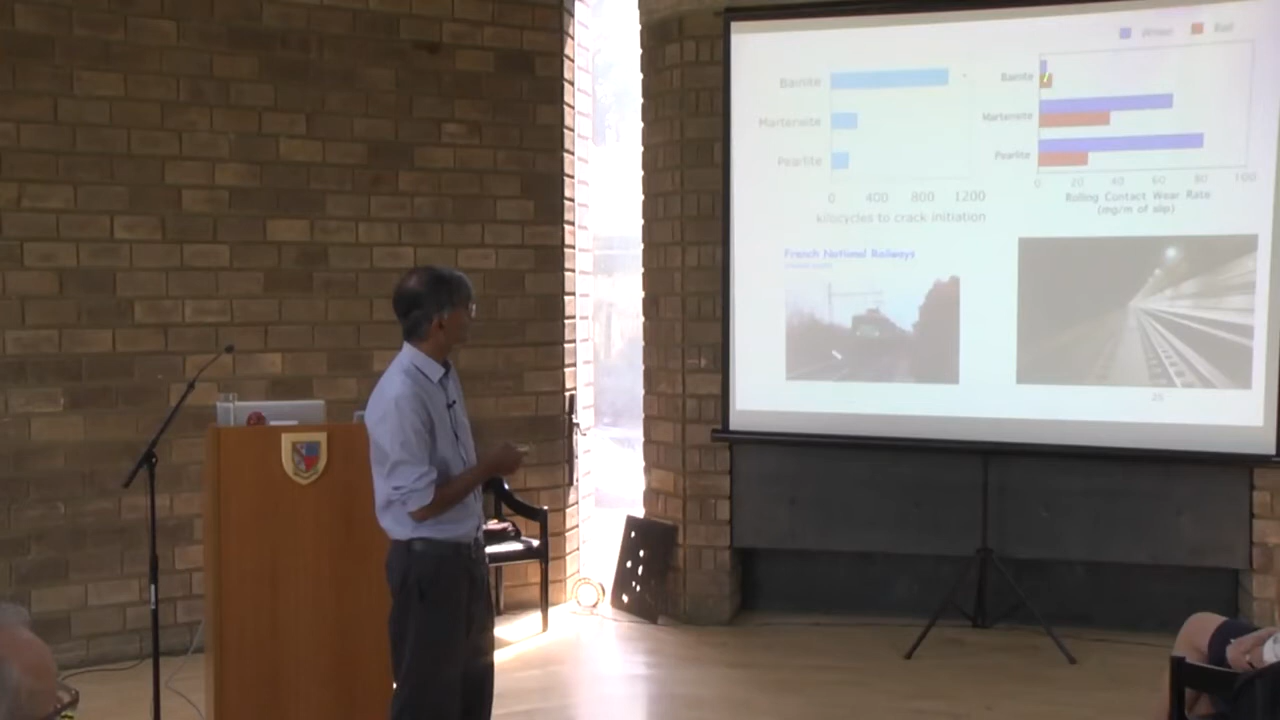 Wheel Rail
Bainite
Martensite
Pearlite
0 400 800 1200
kilocycles to crack initiation
Bainite
Martensite
Pearlite
0 20 40 60 80 100
Rolling Contact Wear Rate
(mg/m of slip)
French National Railways
25